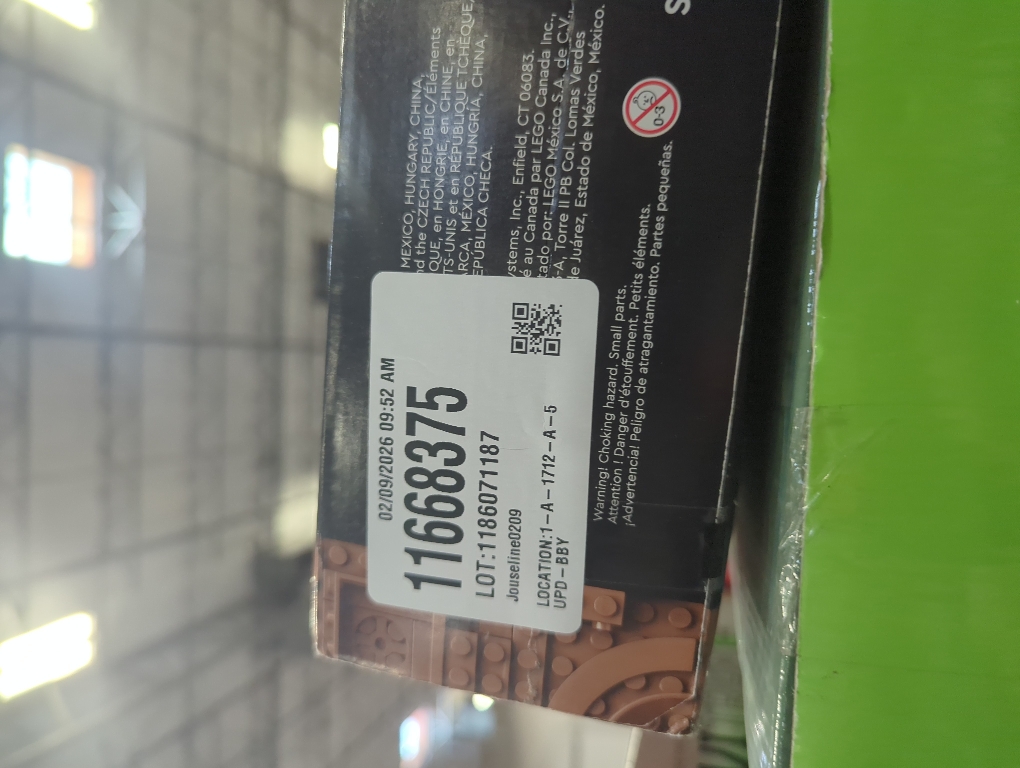 02/09/2026 09:52 AM
11668375
LOT:1186071187
Jouseline0209
LOCATION:1-A-1712-A-5
UPD-BBY
MEXICO, HUNGARY, CHINA,
the CZECH REPUBLIC/Éléments
QUE, en HONGRIE, en CHINE, en
TS-UNIS et en RÉPUBLIQUE TCHÈQUE,
ARCA, MÉXICO, HUNGRÍA, CHINA,
EPÚBLICA CHECA.
ystems, Inc., Enfield, CT 06083.
é au Canada par LEGO Canada Inc.,
tado por: LEGO México S.A. de C.V.,
-A, Torre II PB Col. Lomas Verdes
de Juárez, Estado de México, México.
0-3
Warning! Choking hazard. Small parts.
Attention ! Danger d'étouffement. Petits éléments.
¡Advertencia! Peligro de atragantamiento. Partes pequeñas.
S